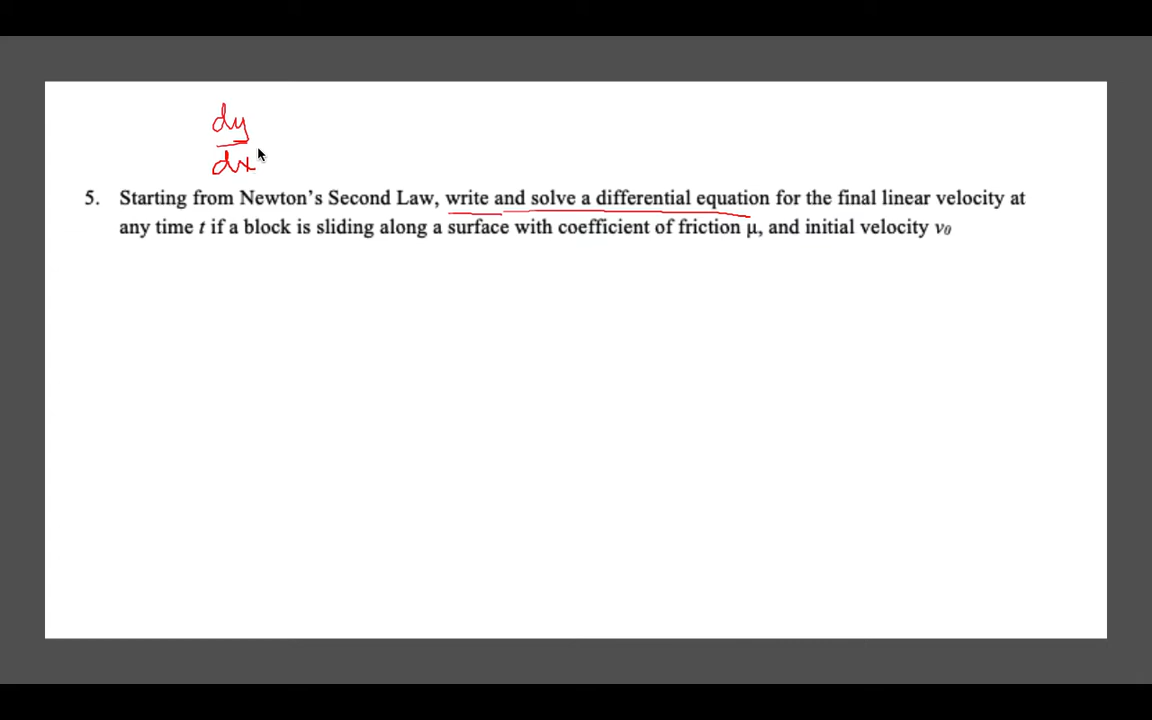 dy
dx
5. Starting from Newton’s Second Law, write and solve a differential equation for the final linear velocity at
any time t if a block is sliding along a surface with coefficient of friction μ, and initial velocity v₀